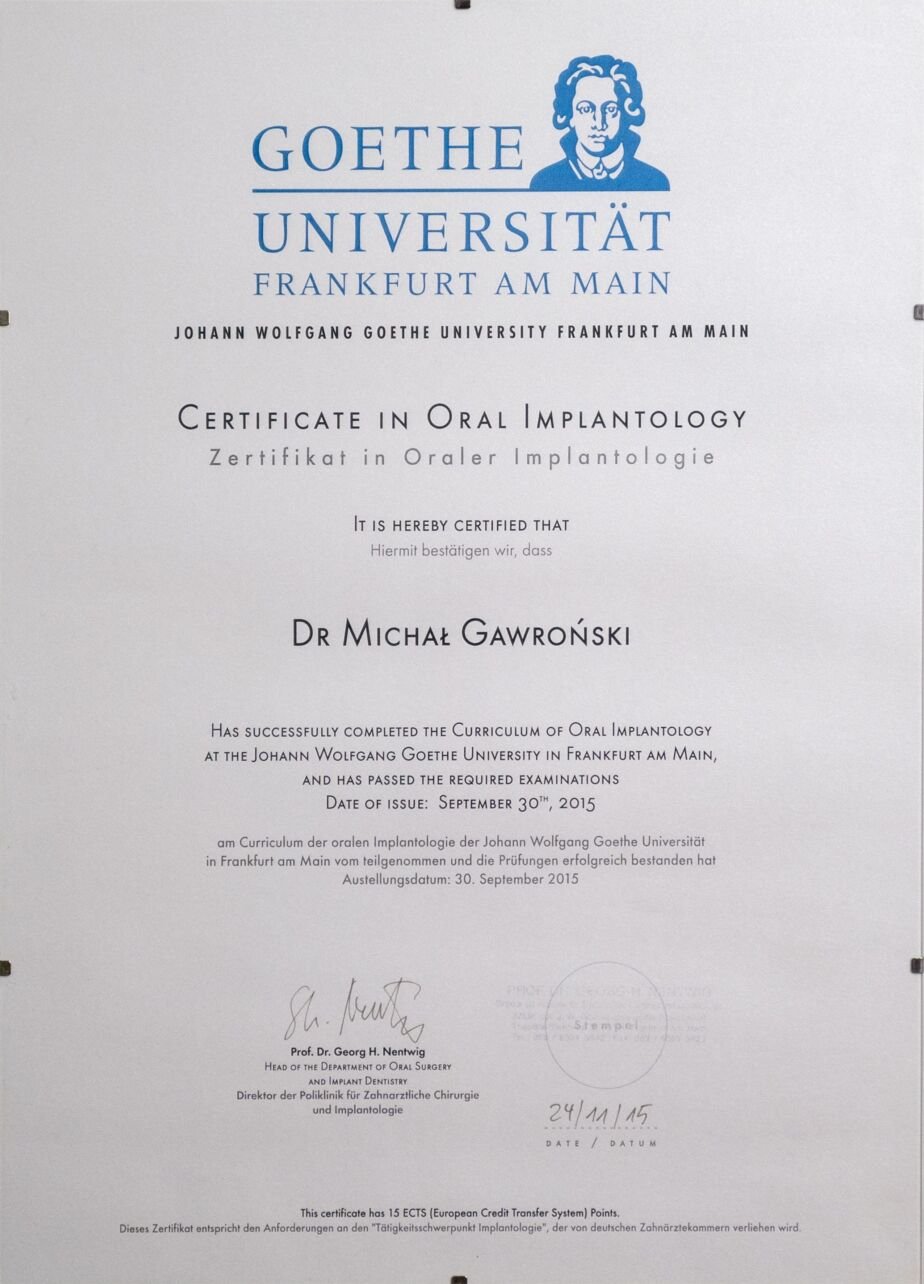 GOETHE
UNIVERSITÄT
FRANKFURT AM MAIN
JOHANN WOLFGANG GOETHE UNIVERSITY FRANKFURT AM MAIN
CERTIFICATE IN ORAL IMPLANTOLOGY
Zertifikat in Oraler Implantologie
IT IS HEREBY CERTIFIED THAT
Hiermit bestätigen wir, dass
DR MICHAŁ GAWROŃSKI
HAS SUCCESSFULLY COMPLETED THE CURRICULUM OF ORAL IMPLANTOLOGY
AT THE JOHANN WOLFGANG GOETHE UNIVERSITY IN FRANKFURT AM MAIN,
AND HAS PASSED THE REQUIRED EXAMINATIONS
DATE OF ISSUE: SEPTEMBER 30TH, 2015
am Curriculum der oralen Implantologie der Johann Wolfgang Goethe Universität
in Frankfurt am Main vom teilgenommen und die Prüfungen erfolgreich bestanden hat
Austellungsdatum: 30. September 2015
PROF. DR. GEORG H. NENTWIG
Stempel
Prof. Dr. Georg H. Nentwig
HEAD OF THE DEPARTMENT OF ORAL SURGERY
AND IMPLANT DENTISTRY
Direktor der Poliklinik für Zahnarztliche Chirurgie
und Implantologie
24/11/15
DATE / DATUM
This certificate has 15 ECTS (European Credit Transfer System) Points.
Dieses Zertifikat entspricht den Anforderungen an den "Tätigkeitsschwerpunkt Implantologie", der von deutschen Zahnärztekammern verliehen wird.